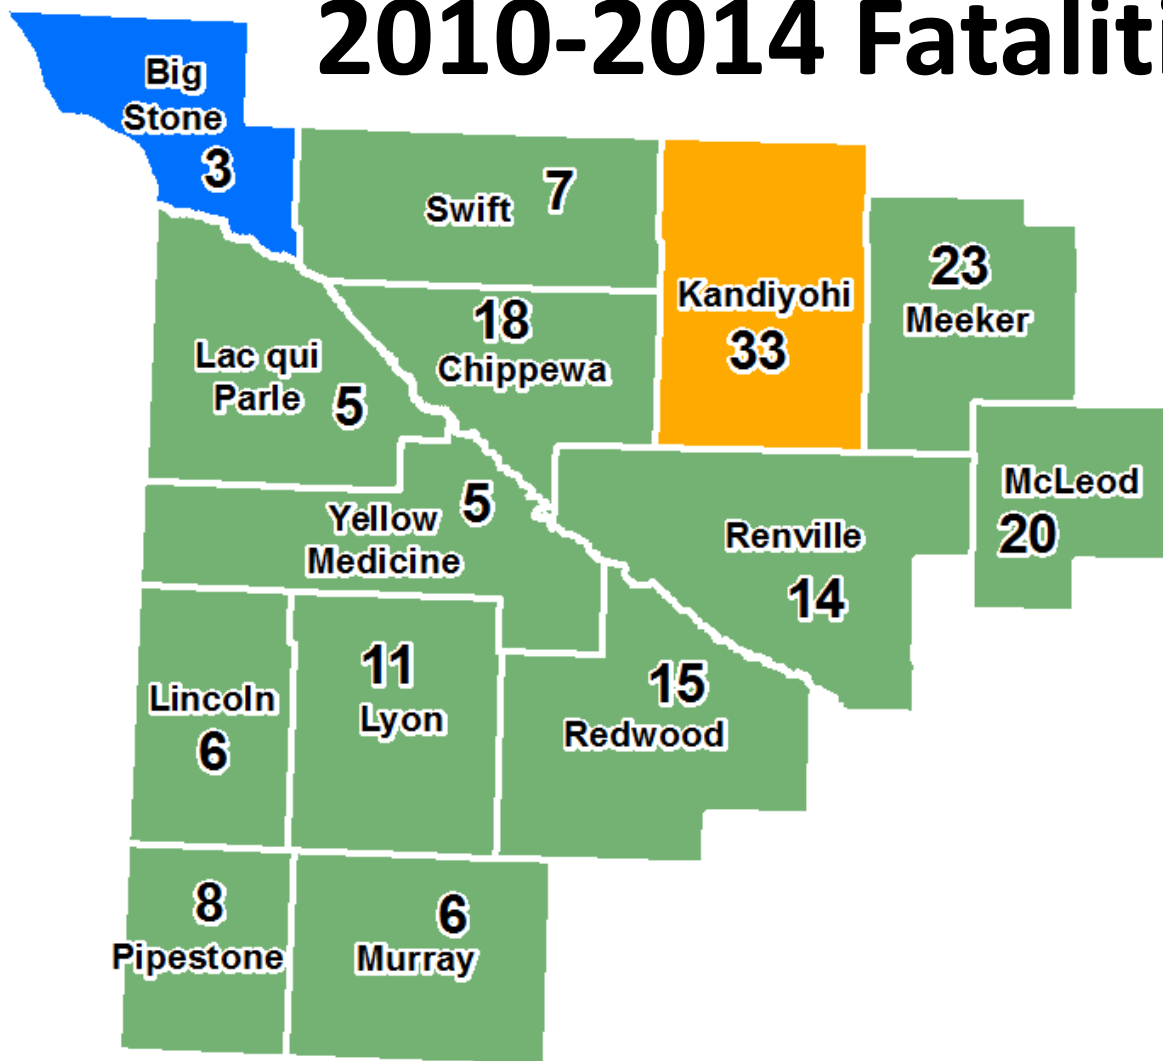 2010-2014 Fataliti
Big
Stone
3
Swift 7
Kandiyohi
33
23
Meeker
18
Chippewa
Lac qui
Parle 5
McLeod
20
Yellow 5
Medicine
Renville
14
Lincoln
6
11
Lyon
15
Redwood
8
Pipestone
6
Murray